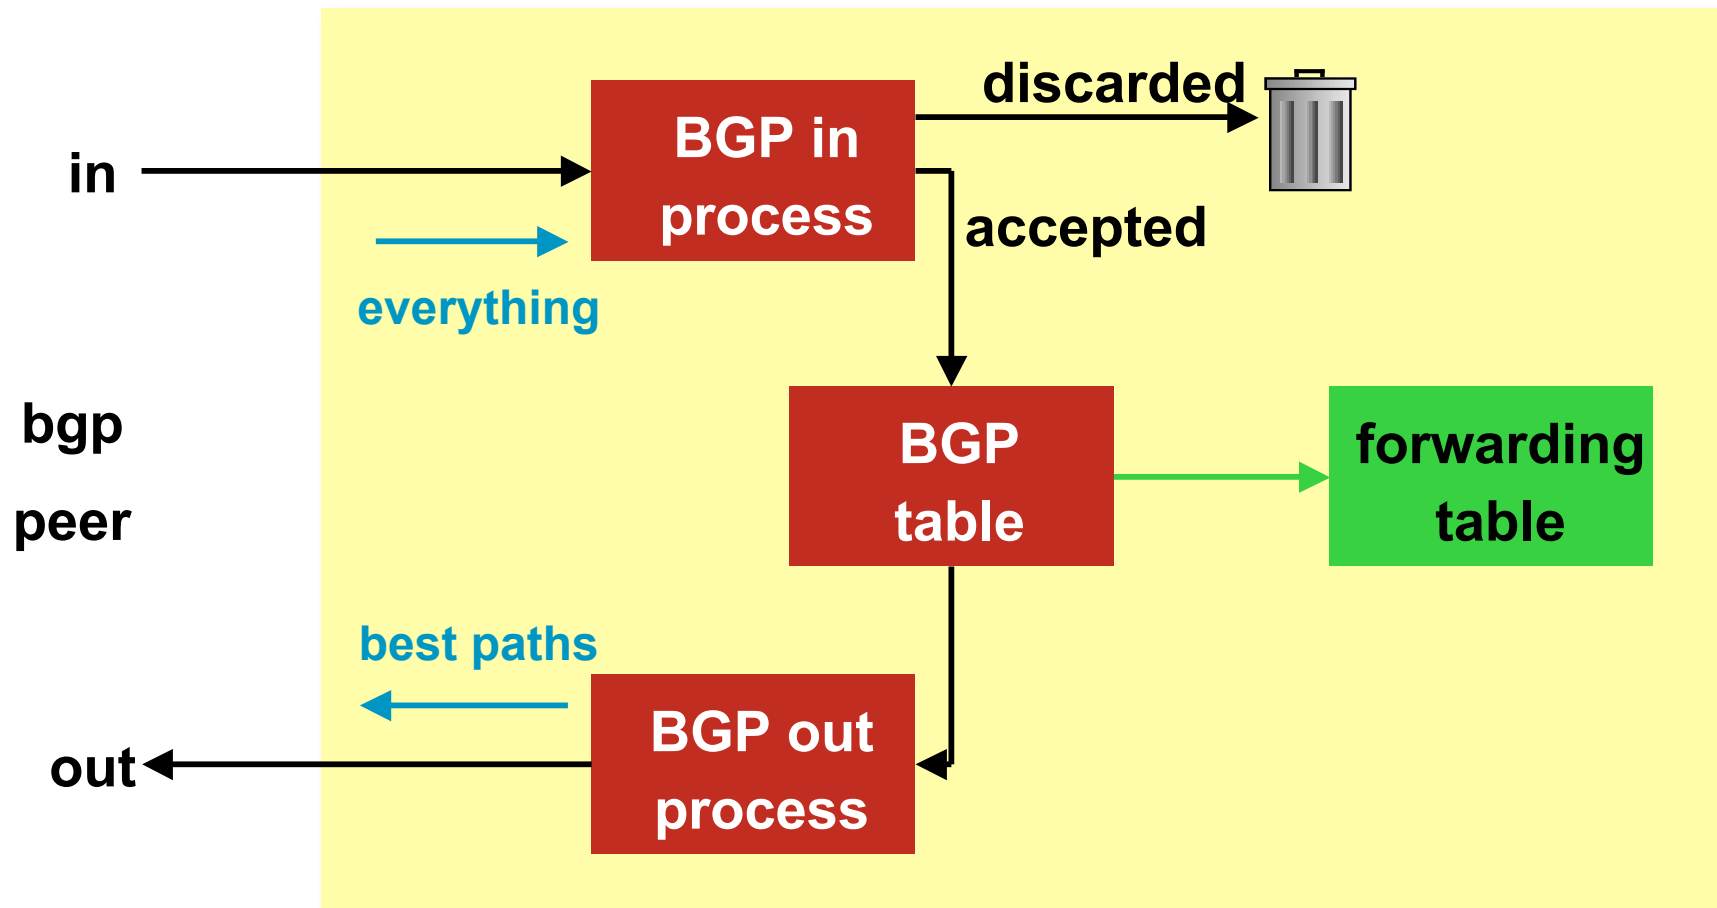 discarded
BGP in
process
in
accepted
everything
bgp
peer
BGP
table
forwarding
table
best paths
BGP out
process
out